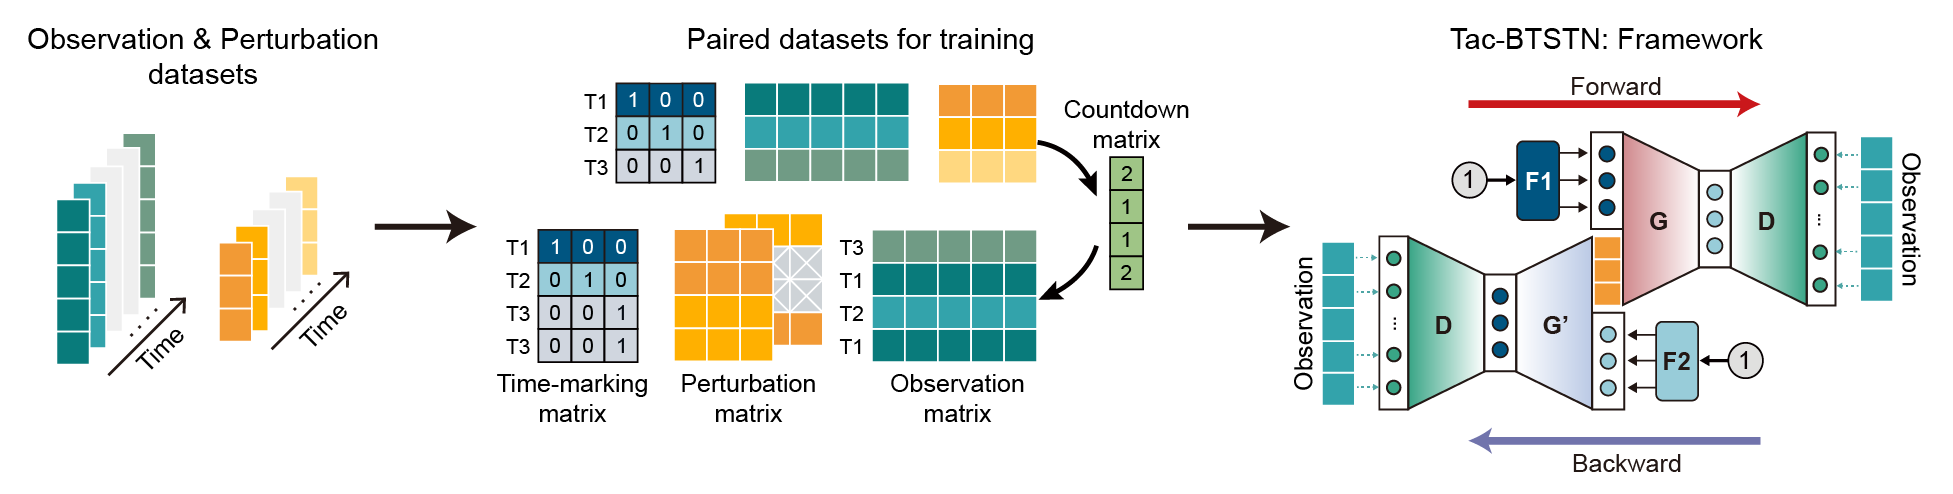 Observation & Perturbation
datasets
Time
Time
Paired datasets for training
T1 1 0 0
T2 0 1 0
T3 0 0 1
Countdown
matrix
2
1
1
2
T1 1 0 0
T2 0 1 0
T3 0 0 1
T3 0 0 1
Time-marking
matrix
Perturbation
matrix
T3
T1
T2
T1
Observation
matrix
Tac-BTSTN: Framework
Forward
1
F1
G
D
...
Observation
Observation
...
D
G’
F2
1
Backward